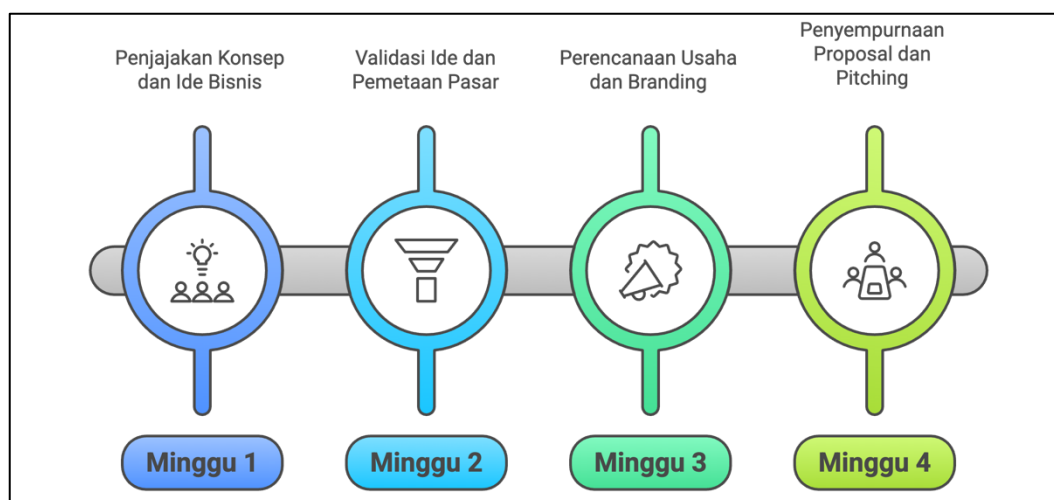 Penjajakan Konsep
dan Ide Bisnis
Validasi Ide dan
Pemetaan Pasar
Perencanaan Usaha
dan Branding
Penyempurnaan
Proposal dan
Pitching
Minggu 1
Minggu 2
Minggu 3
Minggu 4